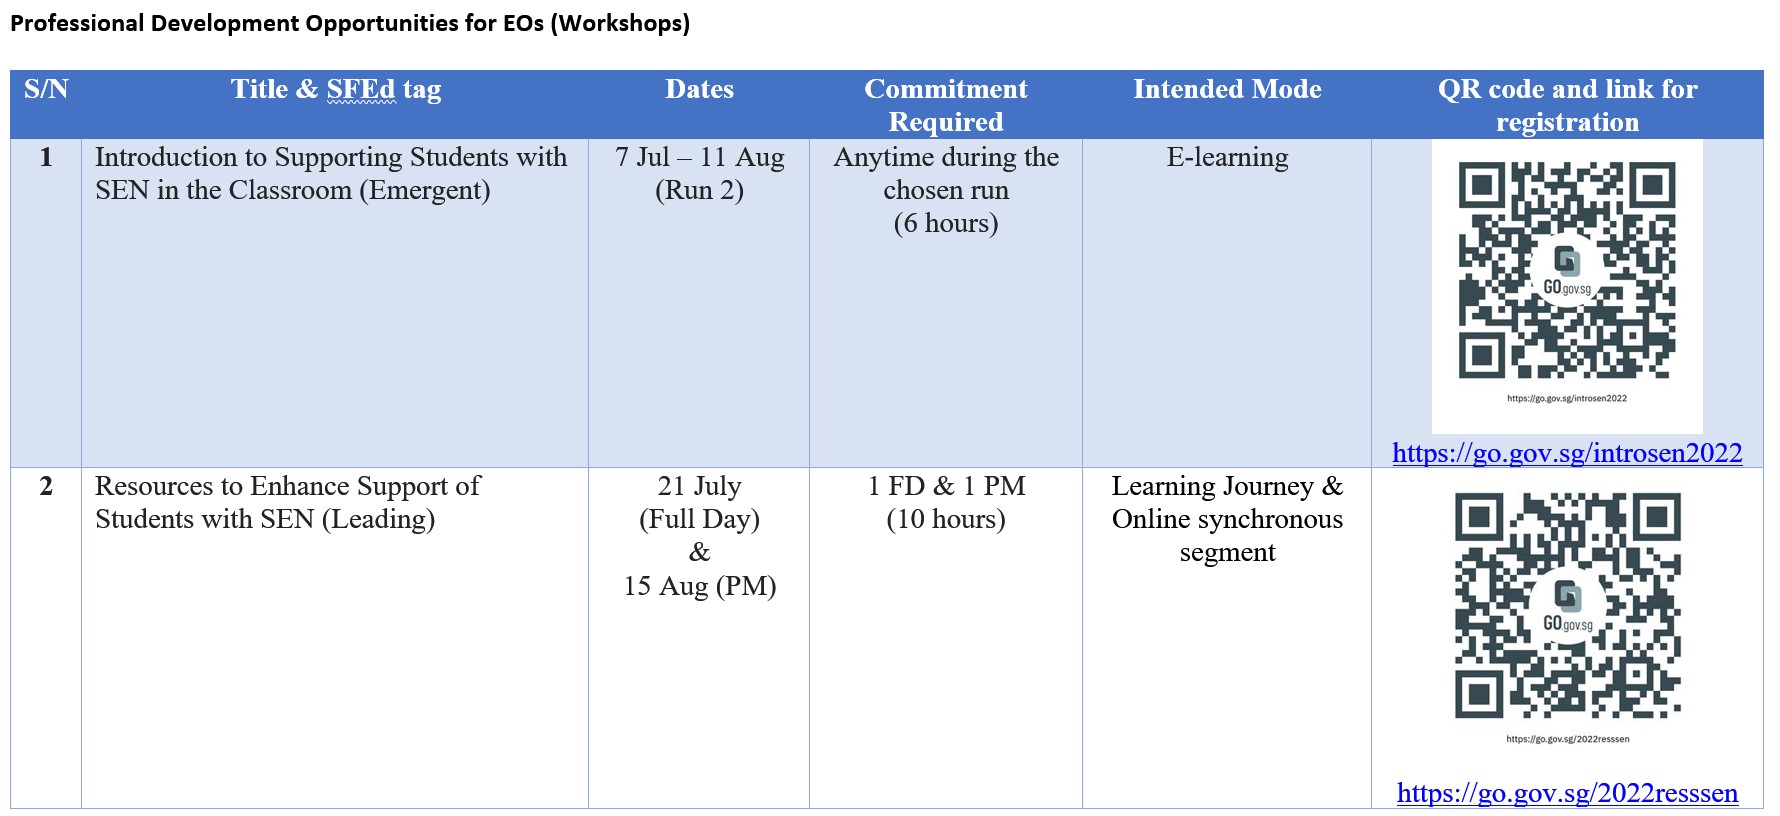 Professional Development Opportunities for EOs (Workshops)
S/N
Title & SFEd tag
Dates
Commitment
Required
Intended Mode
QR code and link for
registration
1
Introduction to Supporting Students with
SEN in the Classroom (Emergent)
7 Jul – 11 Aug
(Run 2)
Anytime during the
chosen run
(6 hours)
E-learning
GO.gov.sg
https://go.gov.sg/introsen2022
https://go.gov.sg/introsen2022
2
Resources to Enhance Support of
Students with SEN (Leading)
21 July
(Full Day)
&
15 Aug (PM)
1 FD & 1 PM
(10 hours)
Learning Journey &
Online synchronous
segment
GO.gov.sg
https://go.gov.sg/2022resssen
https://go.gov.sg/2022resssen